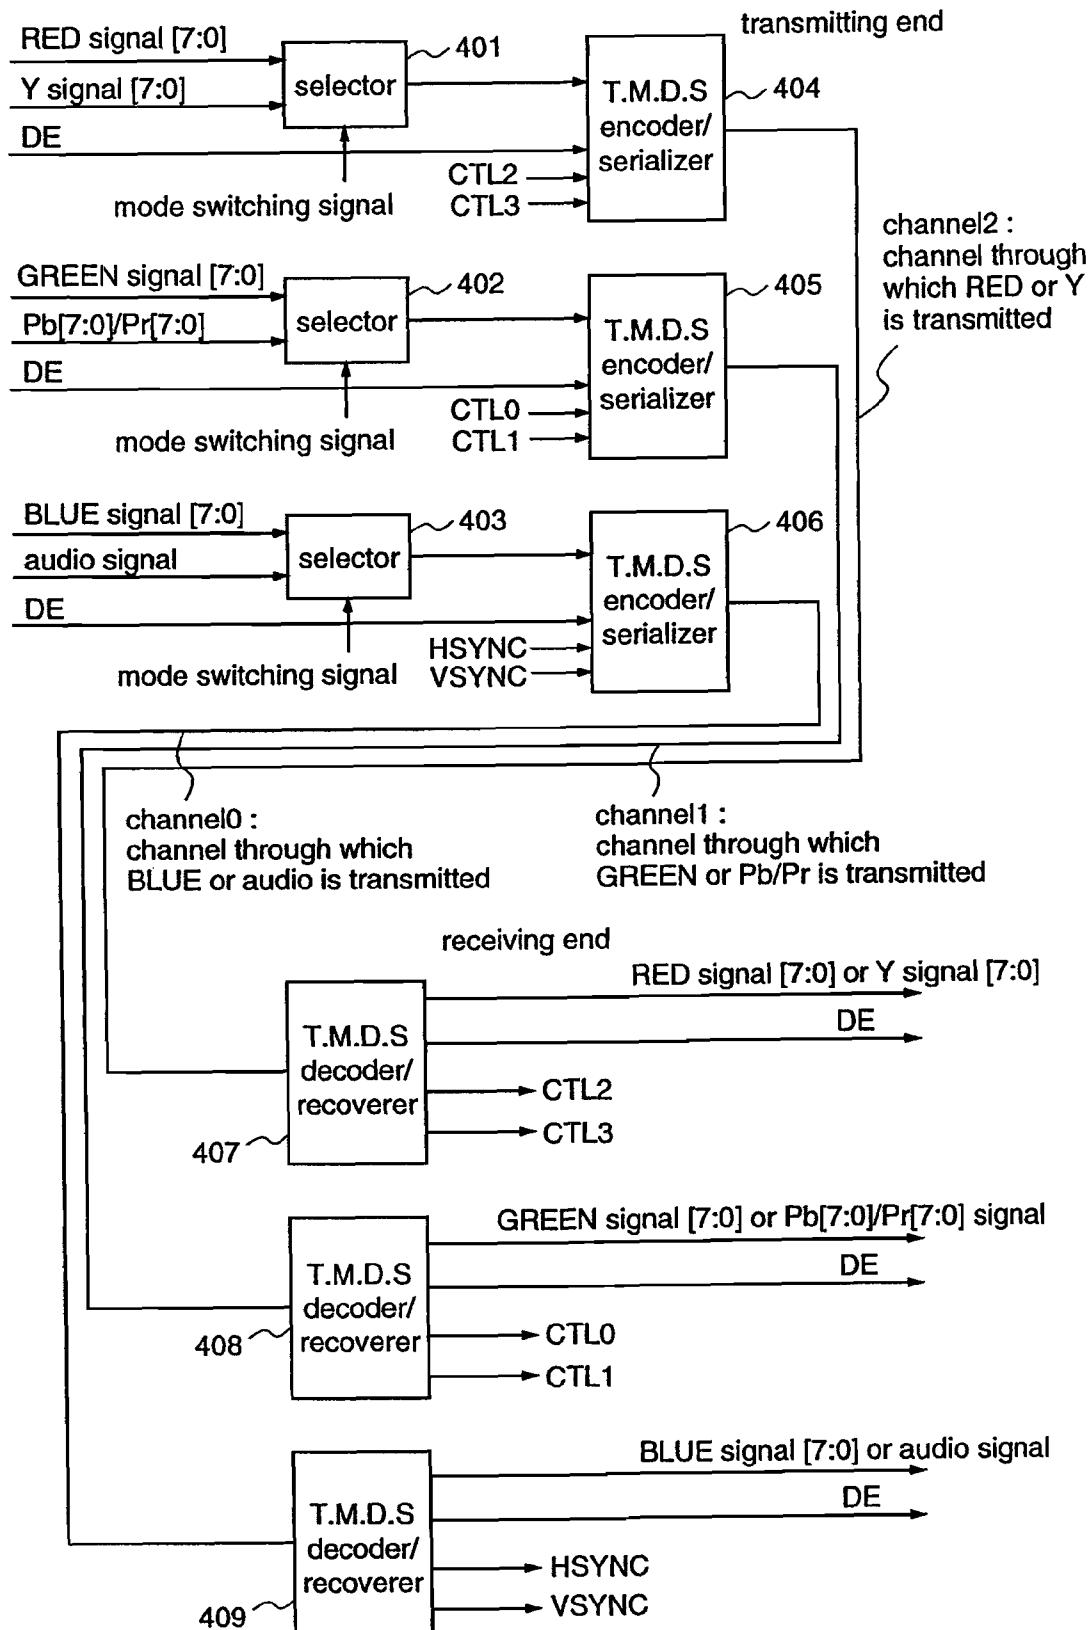 transmitting end
RED signal [7:0]
Y signal [7:0]
DE
selector
401
mode switching signal
CTL2
CTL3
T.M.D.S
encoder/
serializer
404
channel2 :
channel through
which RED or Y
is transmitted
GREEN signal [7:0]
Pb[7:0]/Pr[7:0]
DE
selector
402
mode switching signal
CTL0
CTL1
T.M.D.S
encoder/
serializer
405
BLUE signal [7:0]
audio signal
DE
selector
403
mode switching signal
HSYNC
VSYNC
T.M.D.S
encoder/
serializer
406
channel0 :
channel through which
BLUE or audio is transmitted
channel1 :
channel through which
GREEN or Pb/Pr is transmitted
receiving end
T.M.D.S
decoder/
recoverer
407
RED signal [7:0] or Y signal [7:0]
DE
CTL2
CTL3
T.M.D.S
decoder/
recoverer
408
GREEN signal [7:0] or Pb[7:0]/Pr[7:0] signal
DE
CTL0
CTL1
T.M.D.S
decoder/
recoverer
409
BLUE signal [7:0] or audio signal
DE
HSYNC
VSYNC